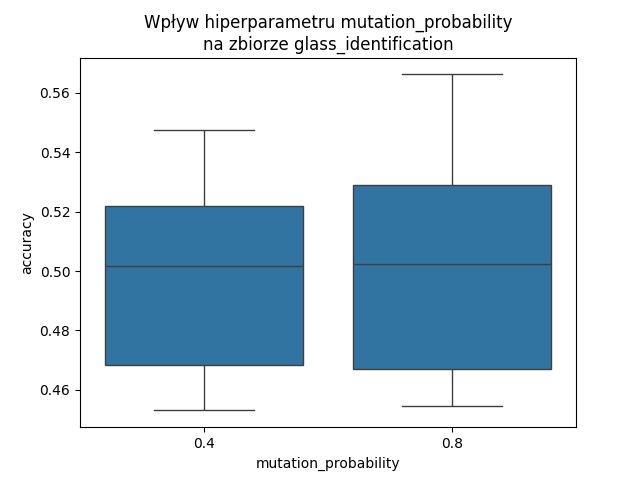 Wpływ hiperparametru mutation_probability
na zbiorze glass_identification
0.56
0.54
0.52
0.50
0.48
0.46
accuracy
0.4
0.8
mutation_probability